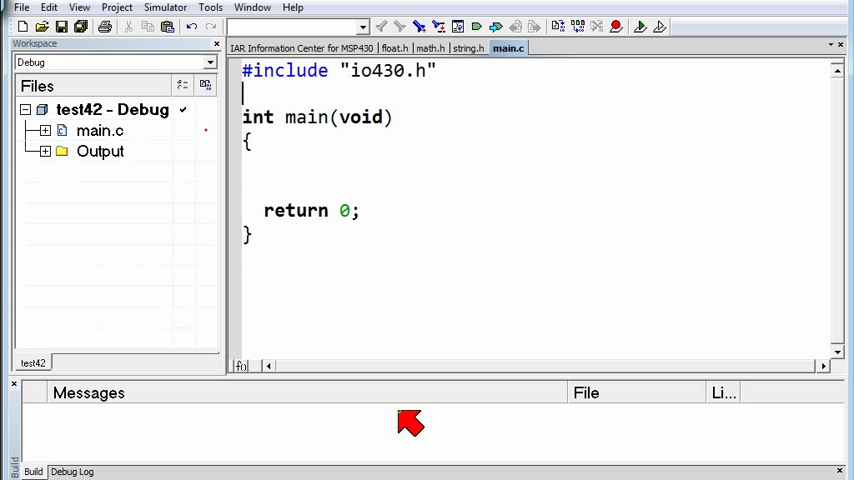 File Edit View Project Simulator Tools Window Help
Workspace
IAR Information Center for MSP430 float.h math.h string.h main.c
Debug
Files
#include "io430.h"
test42 - Debug
int main(void)
main.c
{
Output
return 0;
}
test42
f()
Messages File Li...
Build
Build Debug Log